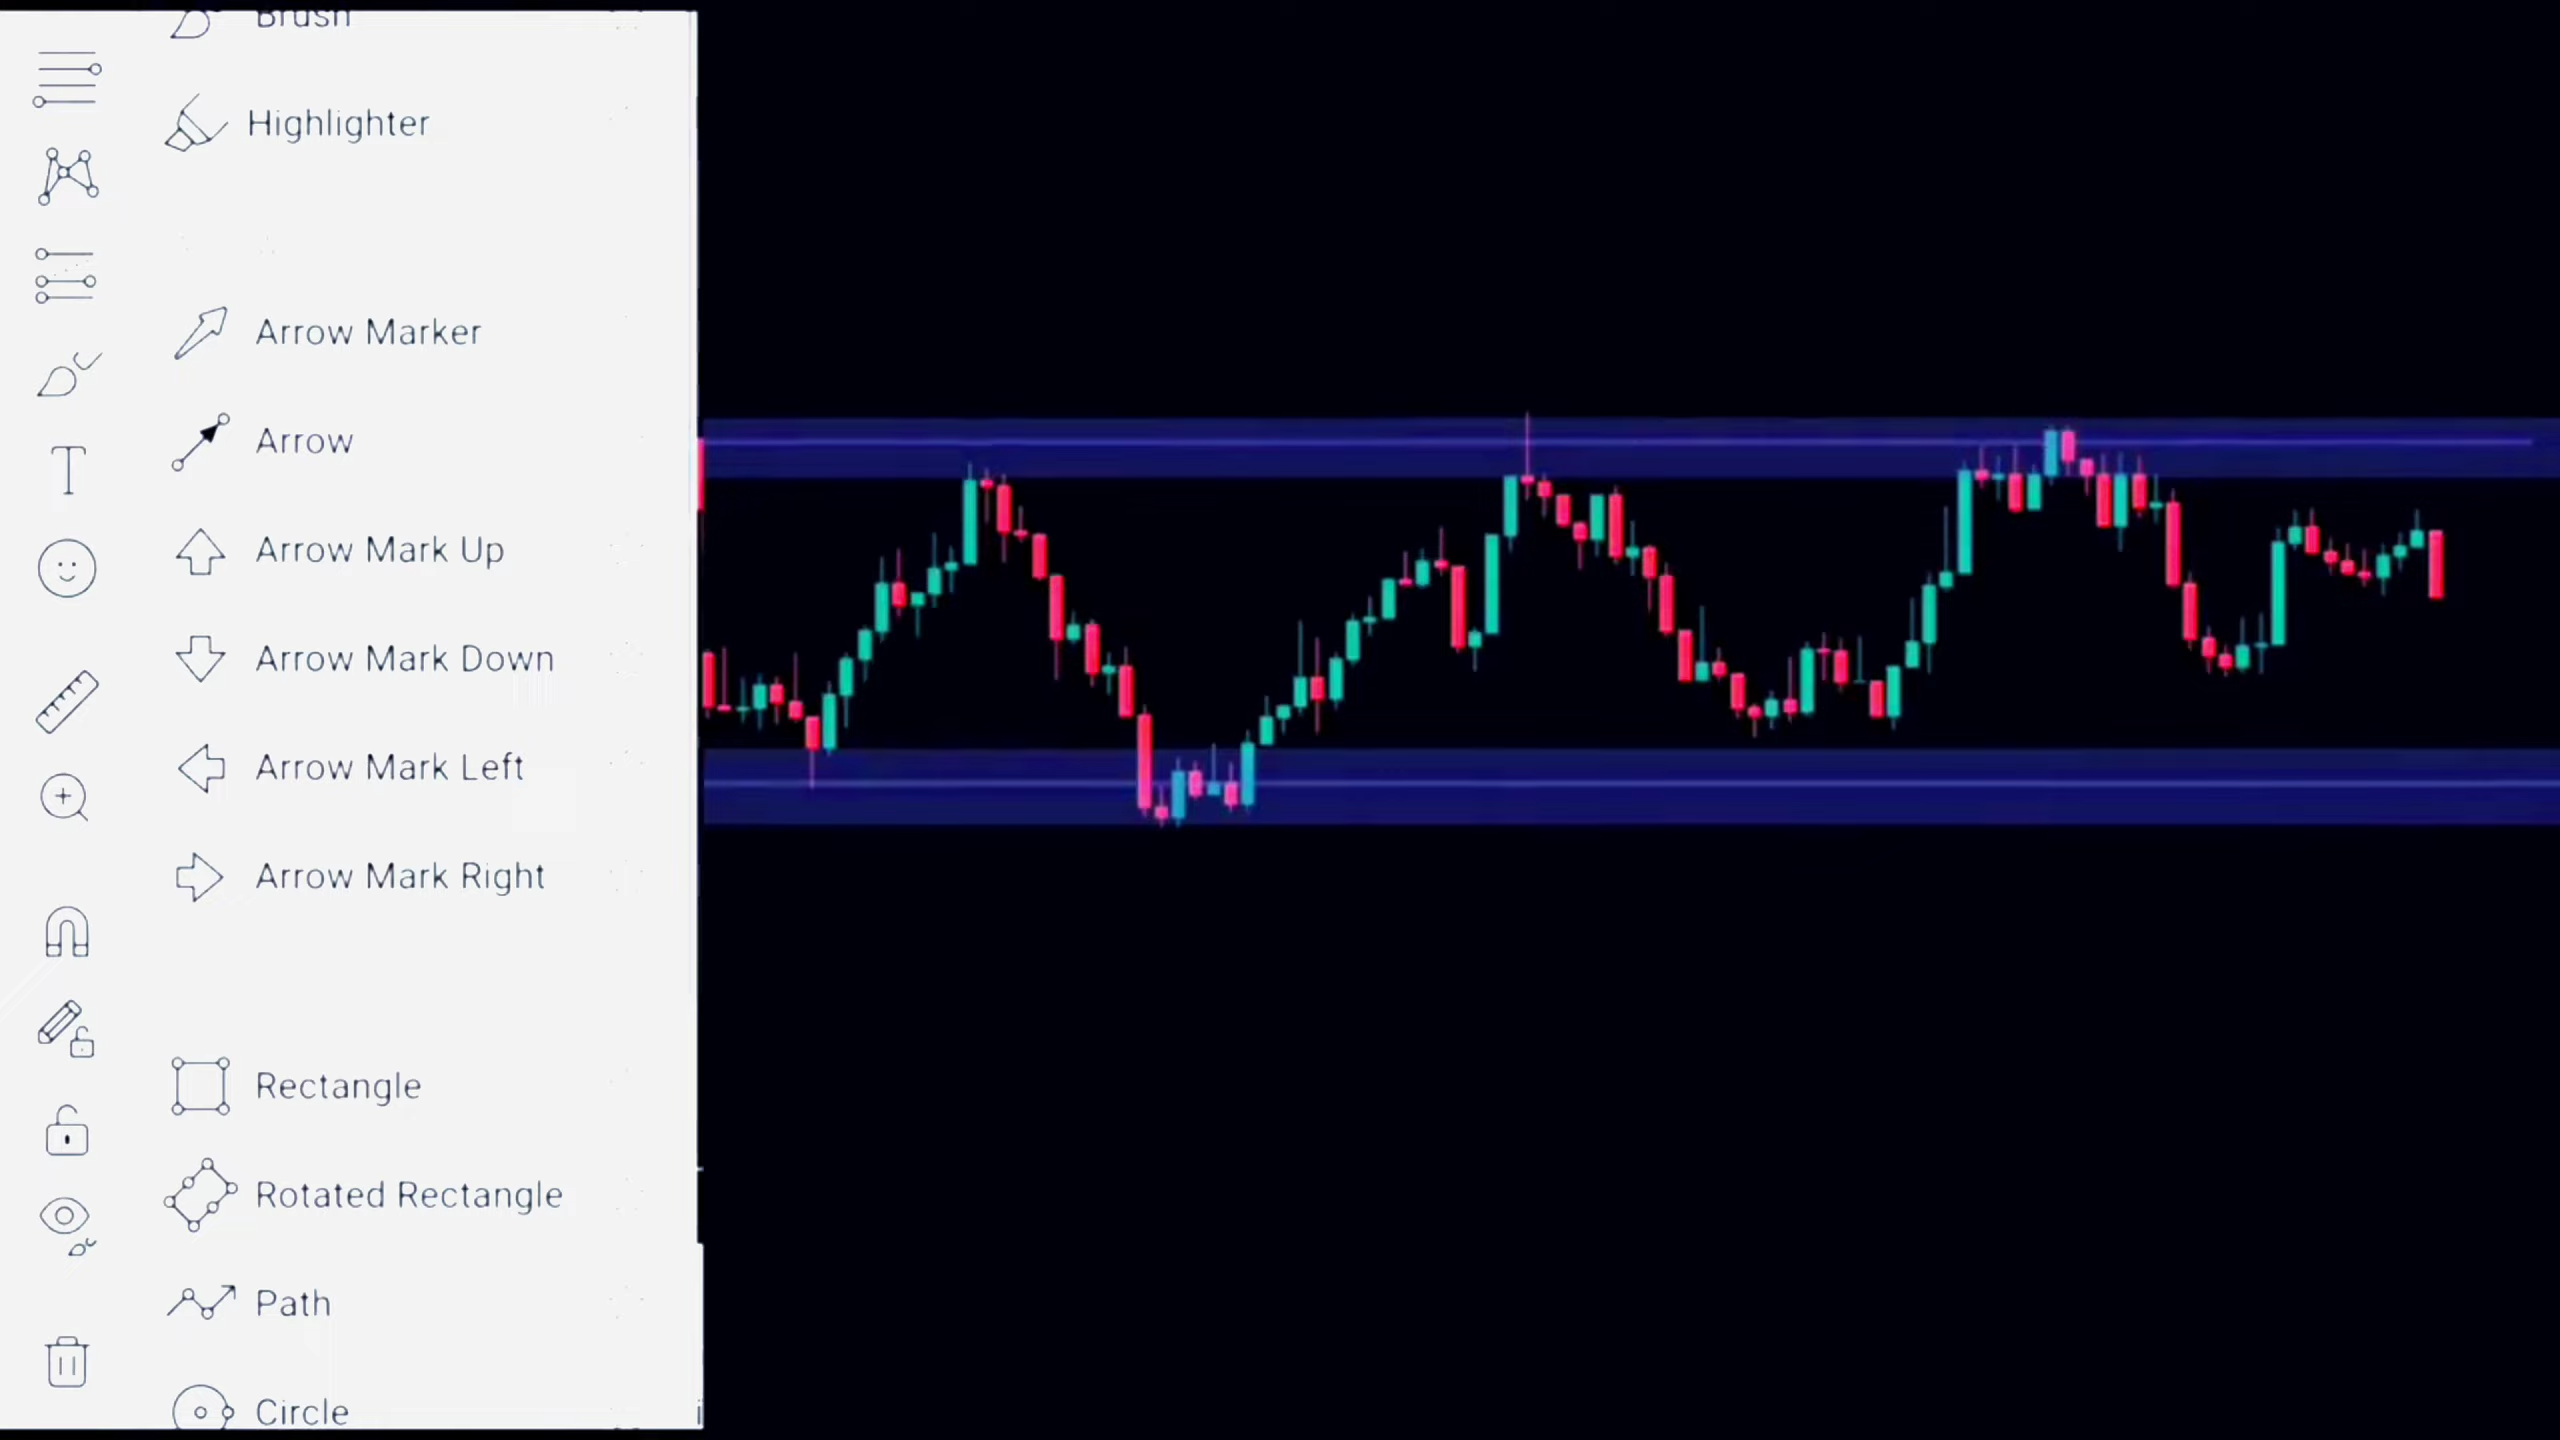 Brush
Highlighter
Arrow Marker
Arrow
Arrow Mark Up
Arrow Mark Down
Arrow Mark Left
Arrow Mark Right
Rectangle
Rotated Rectangle
Path
Circle